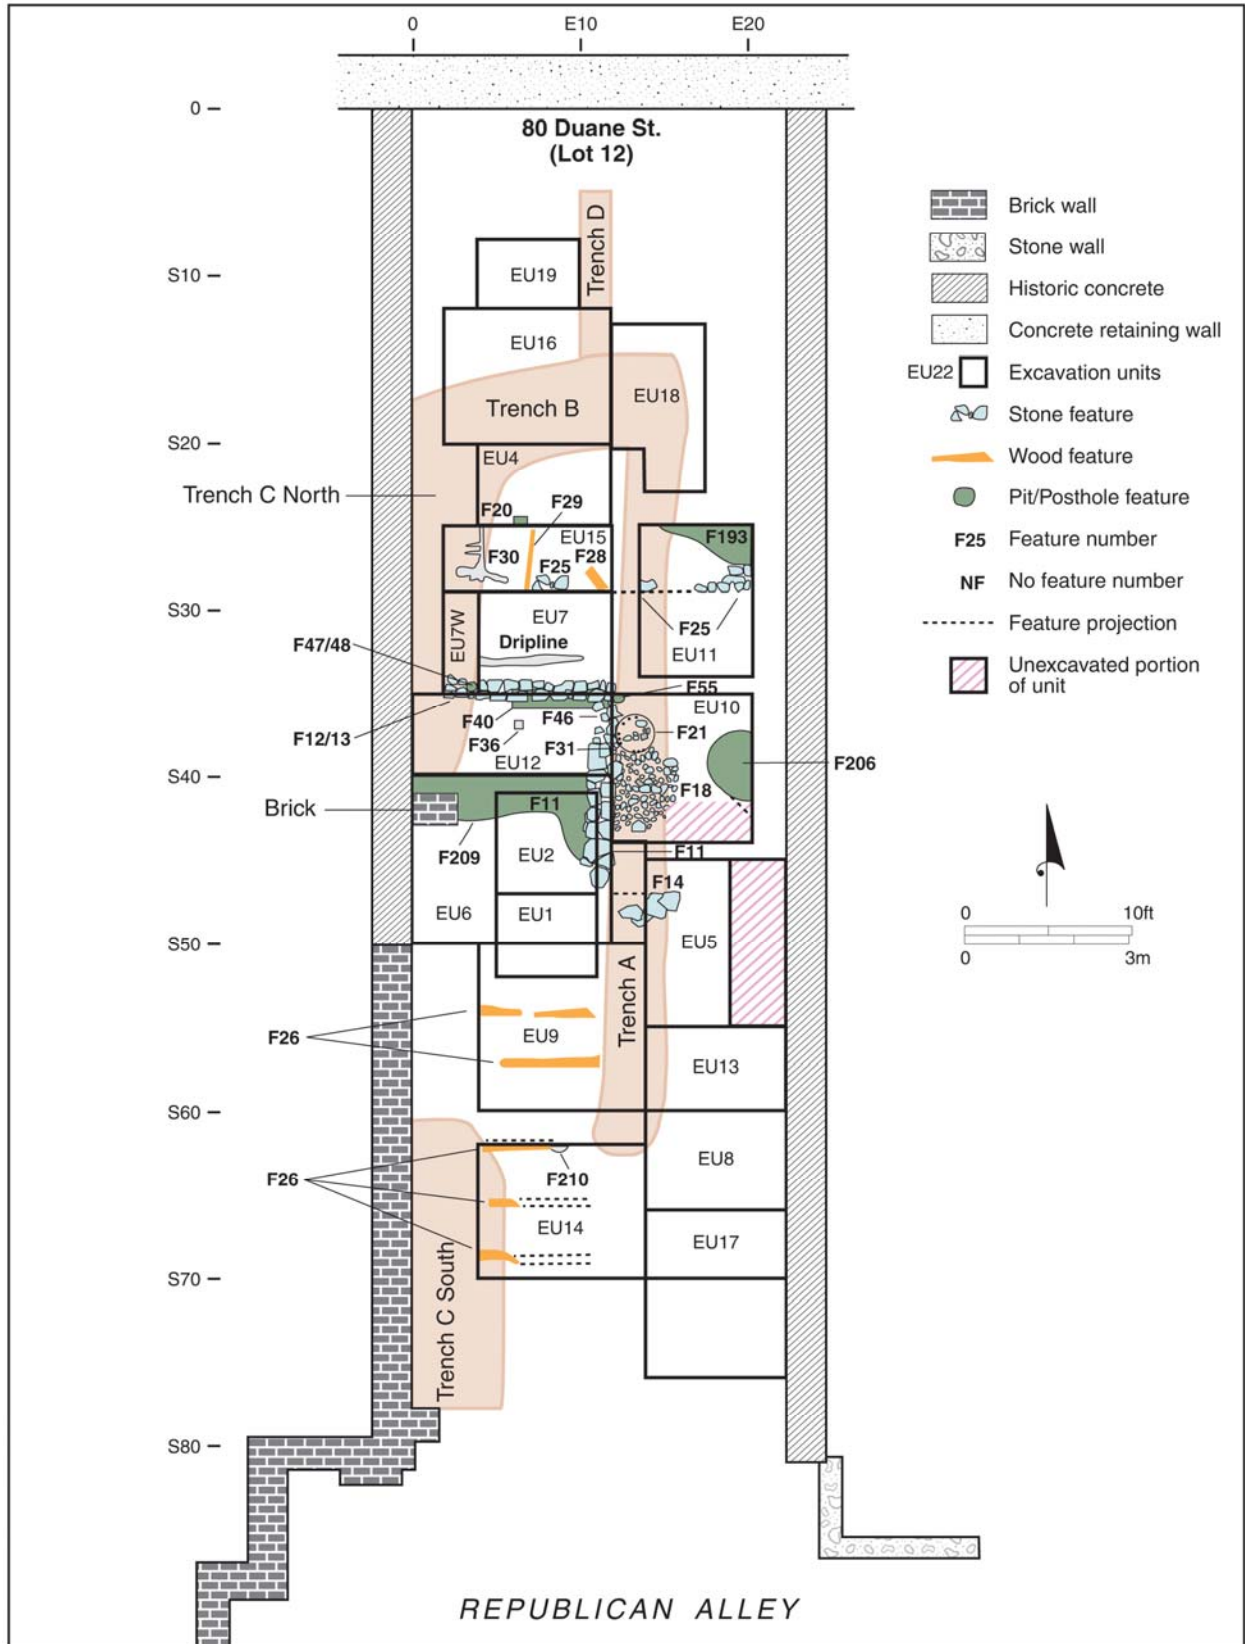 0
E10
E20
0
80 Duane St.
(Lot 12)
Trench D
Brick wall
Stone wall
S10
EU19
Historic concrete
EU16
Concrete retaining wall
EU22
Excavation units
EU18
Trench B
Stone feature
S20
EU4
Wood feature
Trench C North
Pit/Posthole feature
F20
F29
EU15
F193
F25
Feature number
F30
F25
F28
NF
No feature number
S30
EU7
F25
Feature projection
EU7W
Dripline
F47/48
EU11
Unexcavated portion
of unit
F55
EU10
F40
F46
F21
F12/13
F36
F31
EU12
F206
S40
F18
Brick
F11
F209
EU2
F11
F14
EU6
EU1
0
10ft
S50
EU5
0
3m
Trench A
F26
EU9
EU13
S60
EU8
F26
F210
EU14
EU17
S70
Trench C South
S80
REPUBLICAN ALLEY